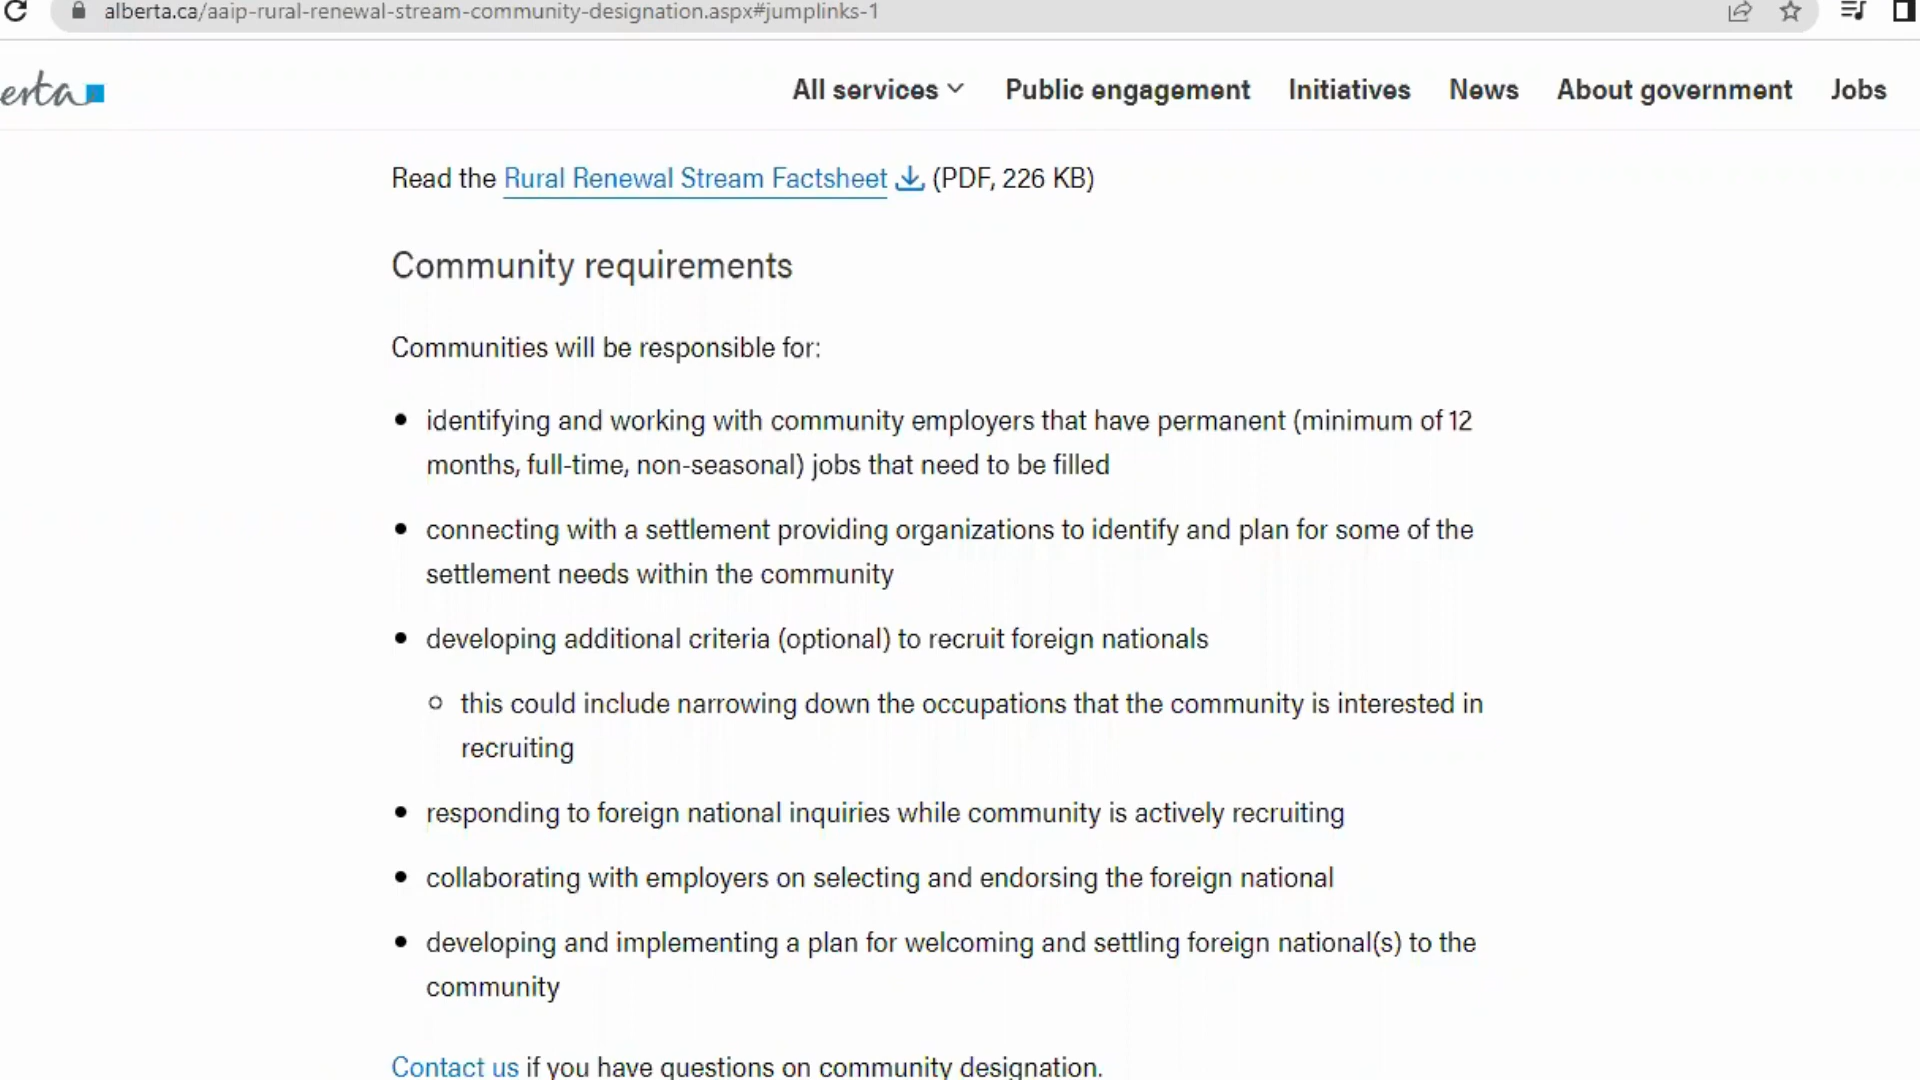 alberta.ca/aaip-rural-renewal-stream-community-designation.aspx#jumplinks-1
erta
All services Public engagement Initiatives News About government Jobs
Read the Rural Renewal Stream Factsheet (PDF, 226 KB)
Community requirements
Communities will be responsible for:
identifying and working with community employers that have permanent (minimum of 12
months, full-time, non-seasonal) jobs that need to be filled
connecting with a settlement providing organizations to identify and plan for some of the
settlement needs within the community
developing additional criteria (optional) to recruit foreign nationals
this could include narrowing down the occupations that the community is interested in
recruiting
responding to foreign national inquiries while community is actively recruiting
collaborating with employers on selecting and endorsing the foreign national
developing and implementing a plan for welcoming and settling foreign national(s) to the
community
Contact us if you have questions on community designation.